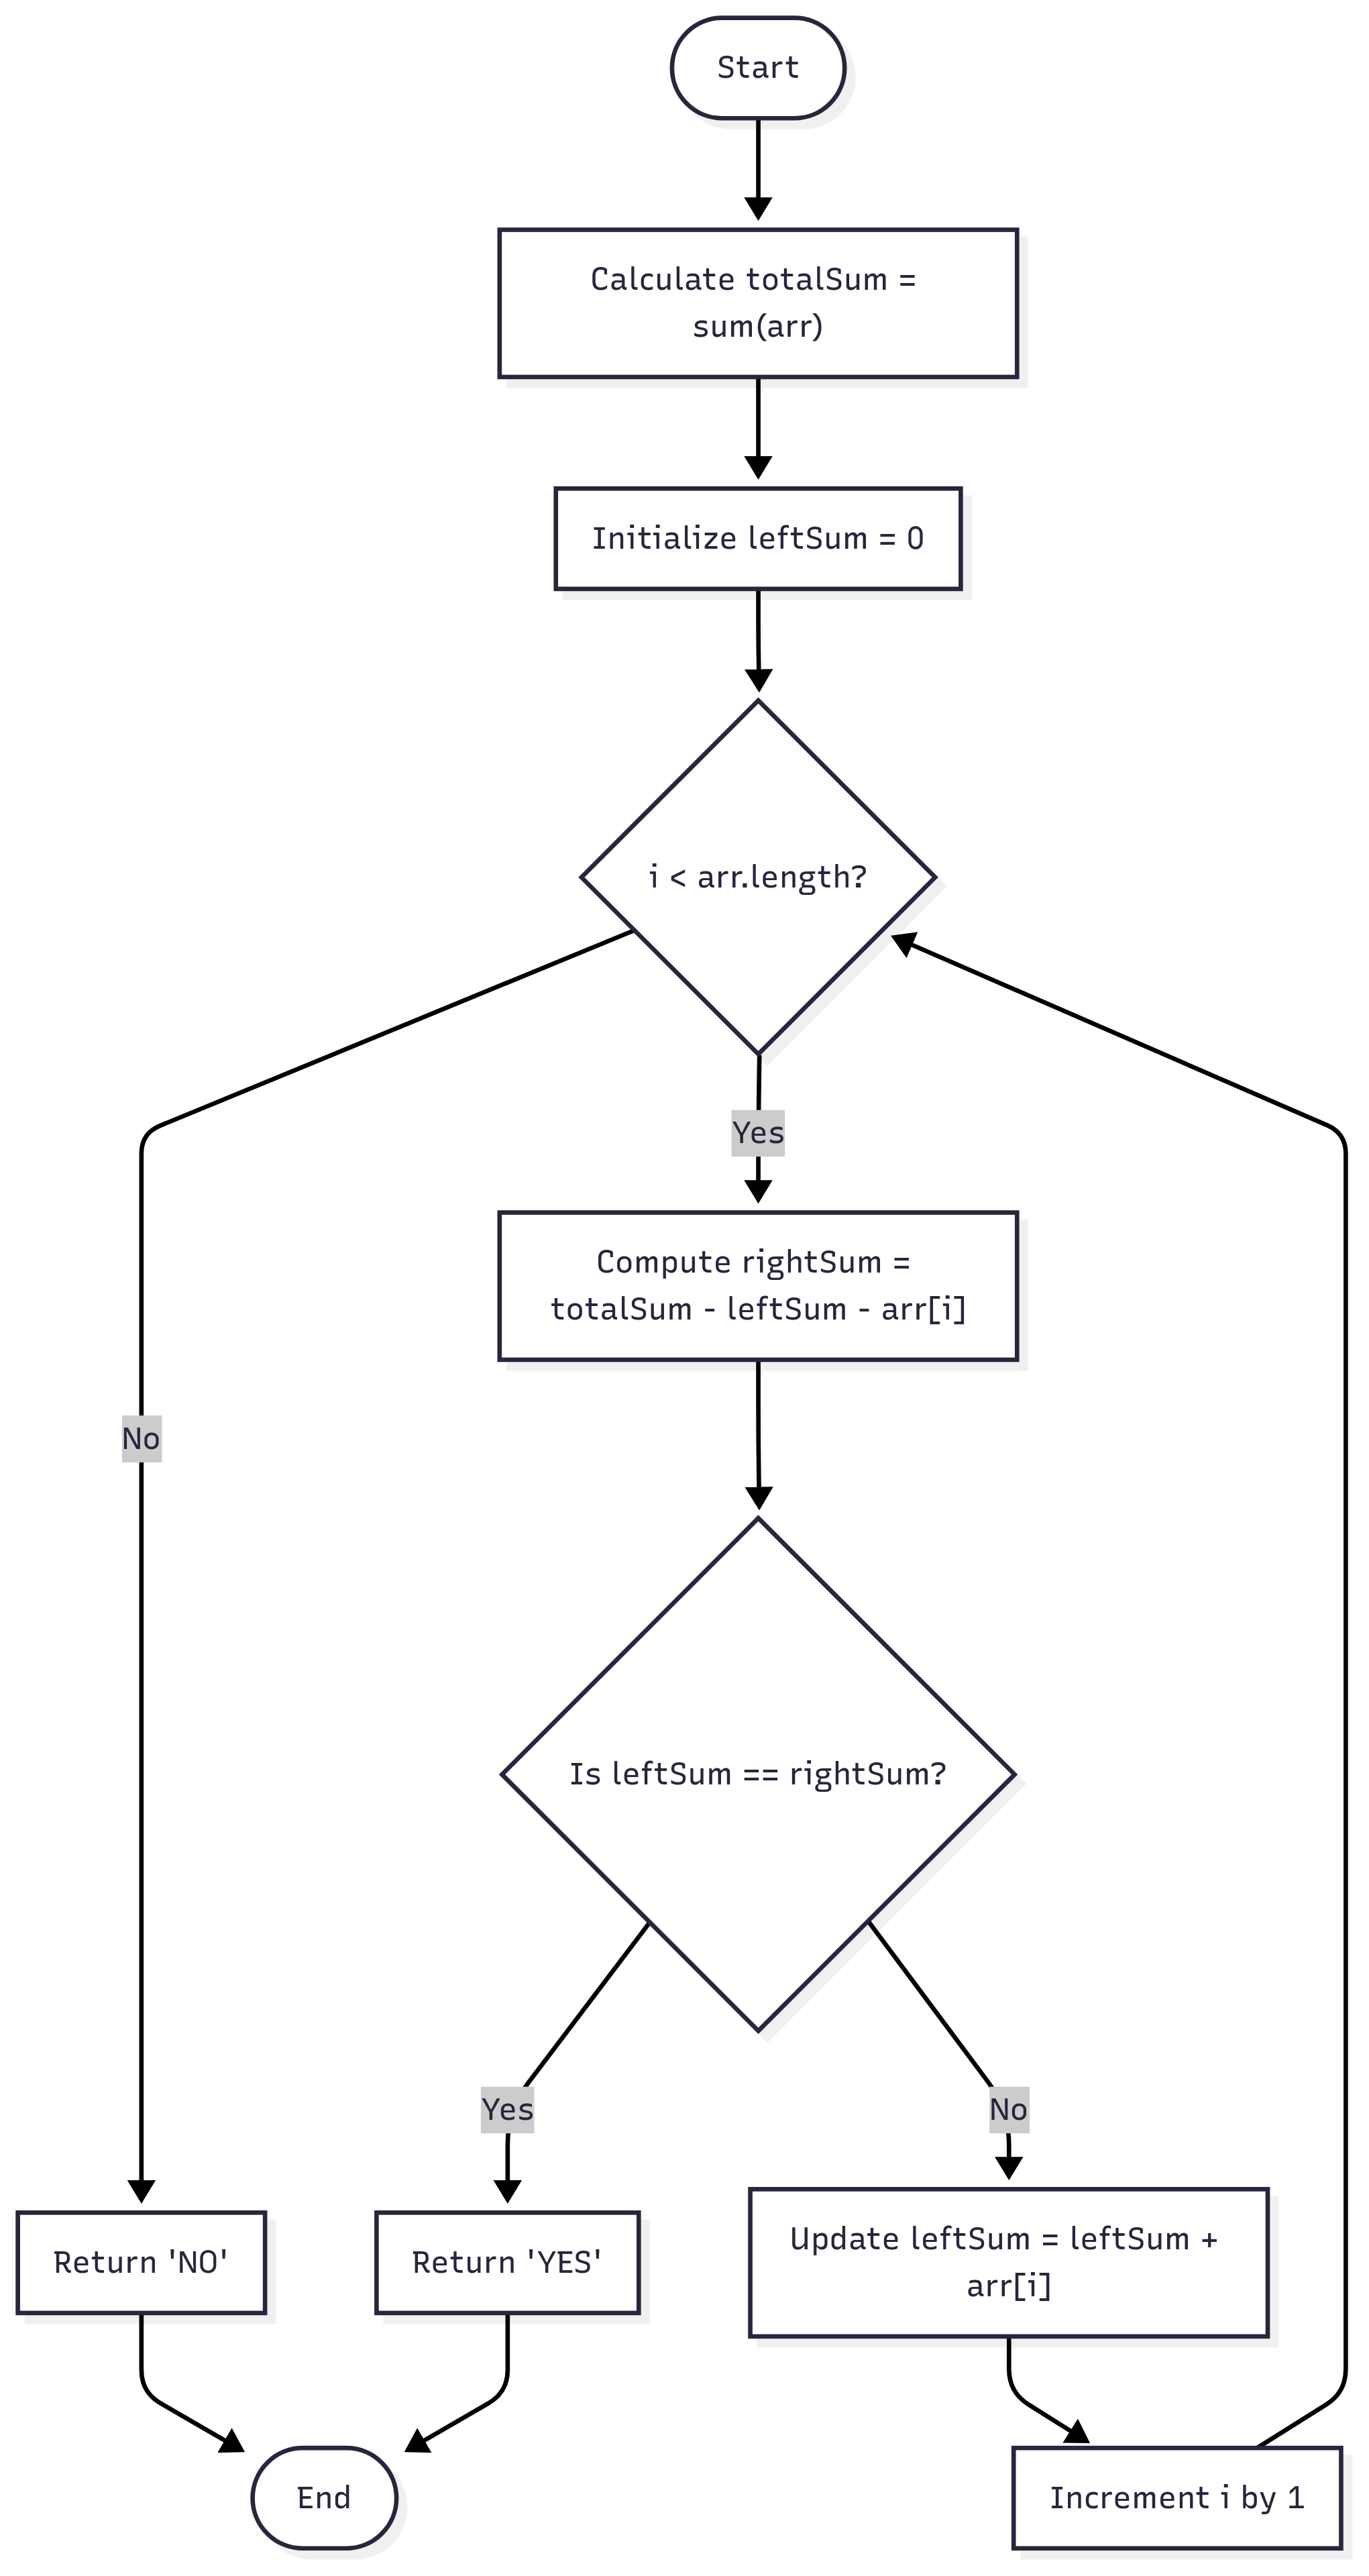 Start
Calculate totalSum =
sum(arr)
Initialize leftSum = 0
i < arr.length?
Yes
Compute rightSum =
totalSum - leftSum - arr[i]
No
Is leftSum == rightSum?
Yes
No
Return 'NO'
Return 'YES'
Update leftSum = leftSum +
arr[i]
End
Increment i by 1